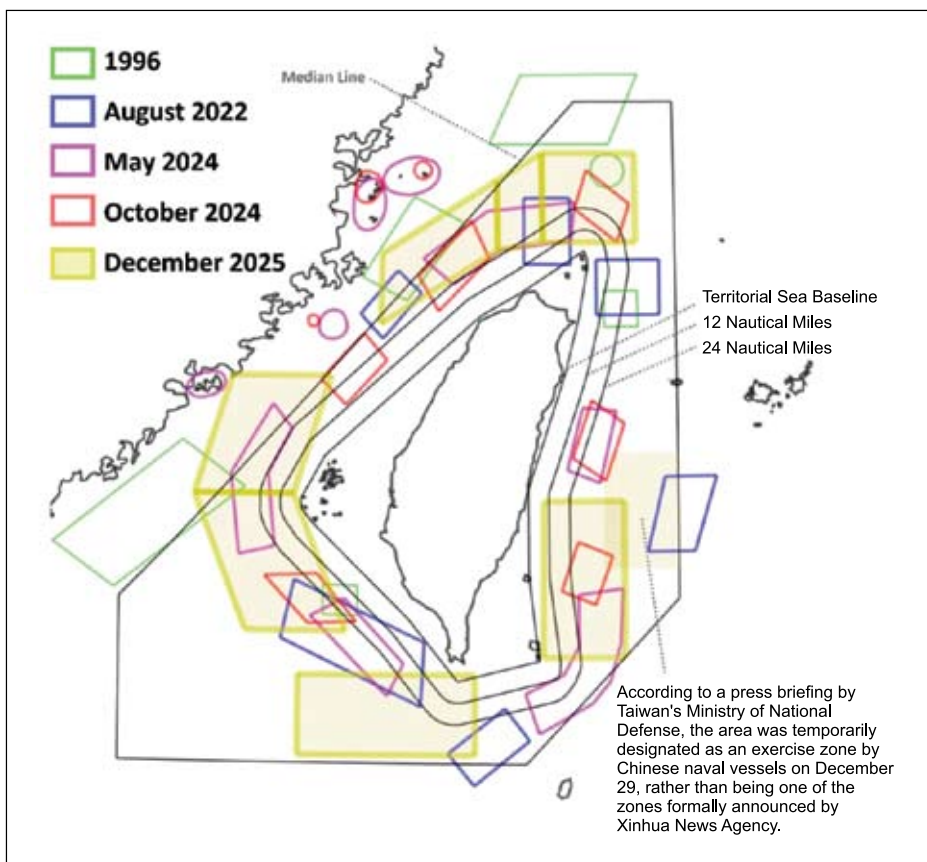 1996
August 2022
May 2024
October 2024
December 2025
Median Line
Territorial Sea Baseline
12 Nautical Miles
24 Nautical Miles
According to a press briefing by
Taiwan's Ministry of National
Defense, the area was temporarily
designated as an exercise zone by
Chinese naval vessels on December
29, rather than being one of the
zones formally announced by
Xinhua News Agency.